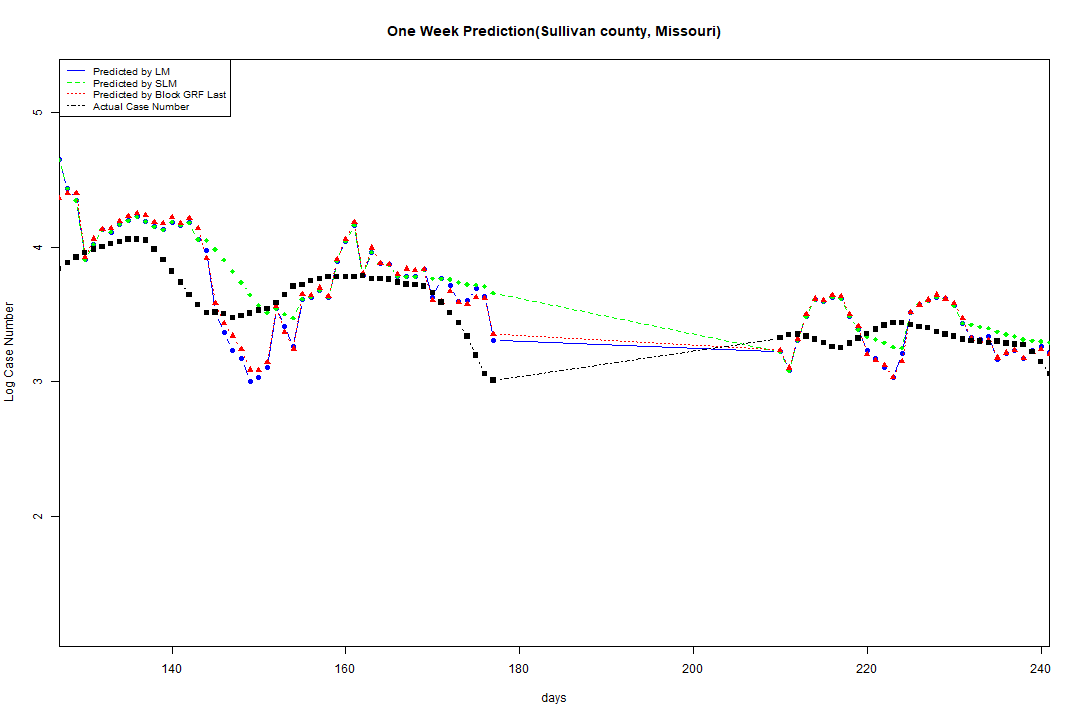 One Week Prediction(Sullivan county, Missouri)
Predicted by LM
Predicted by SLM
Predicted by Block GRF Last
Actual Case Number
5
4
3
2
Log Case Number
140 160 180 200 220 240
days